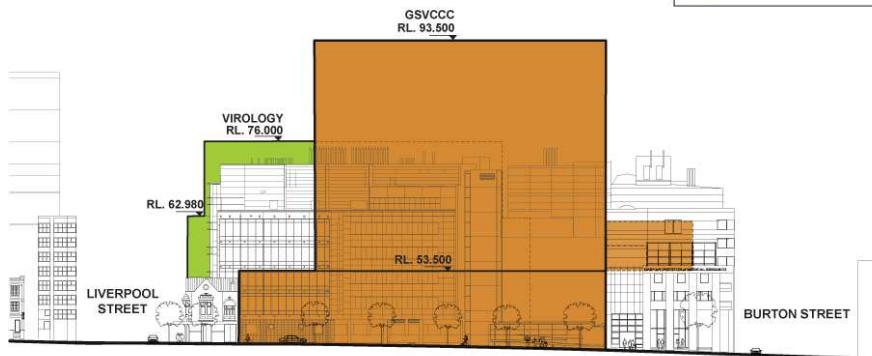 GSVCCC
RL. 93.500
VIROLOGY
RL. 76.000
RL. 62.980
RL. 53.500
LIVERPOOL
STREET
BURTON STREET